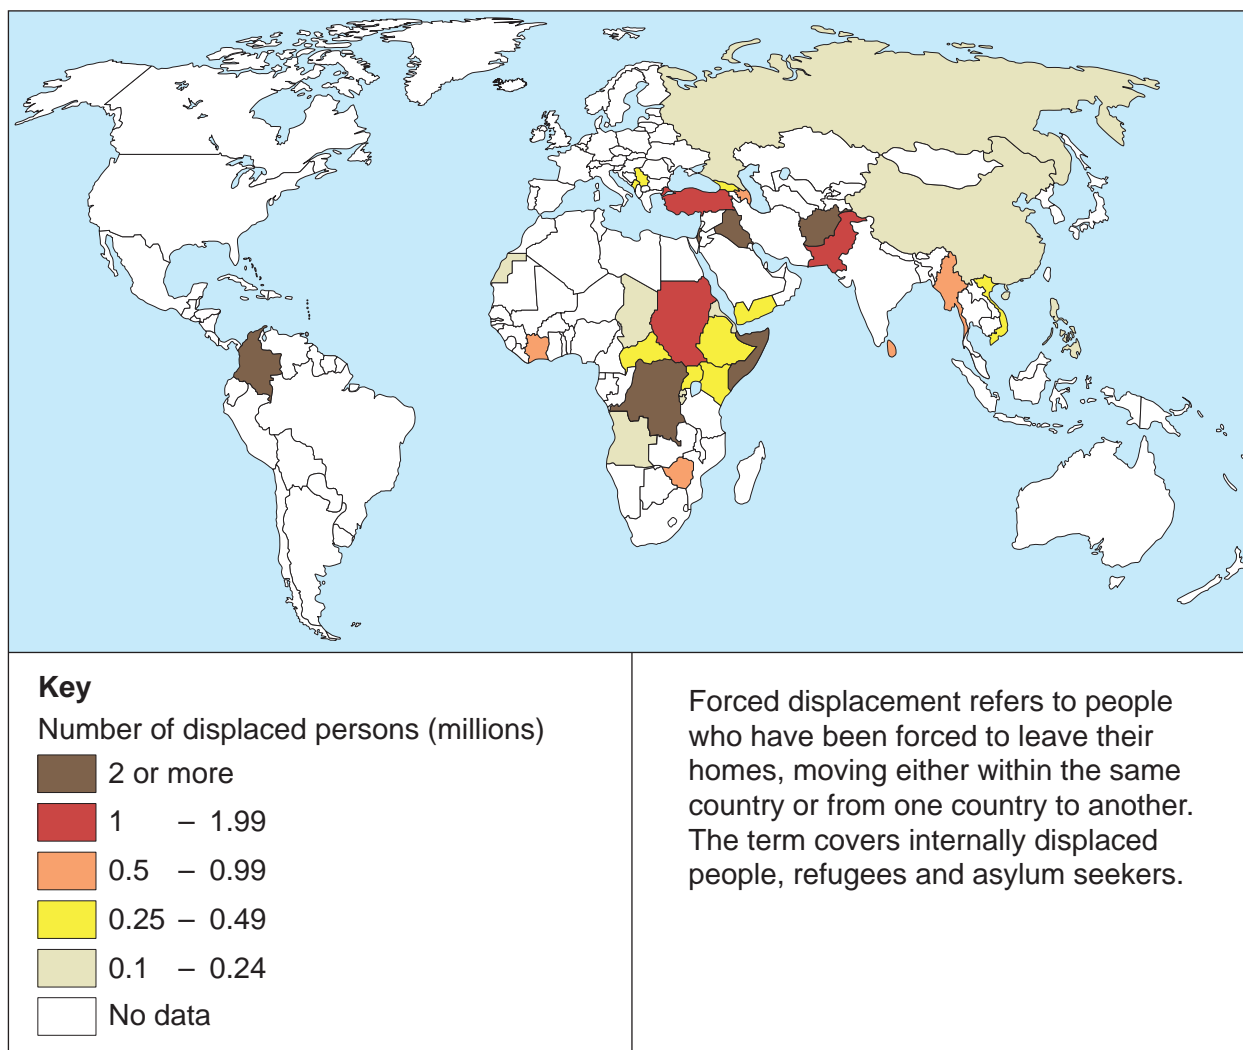 Key
Number of displaced persons (millions)
2 or more
1 – 1.99
0.5 – 0.99
0.25 – 0.49
0.1 – 0.24
No data
Forced displacement refers to people
who have been forced to leave their
homes, moving either within the same
country or from one country to another.
The term covers internally displaced
people, refugees and asylum seekers.